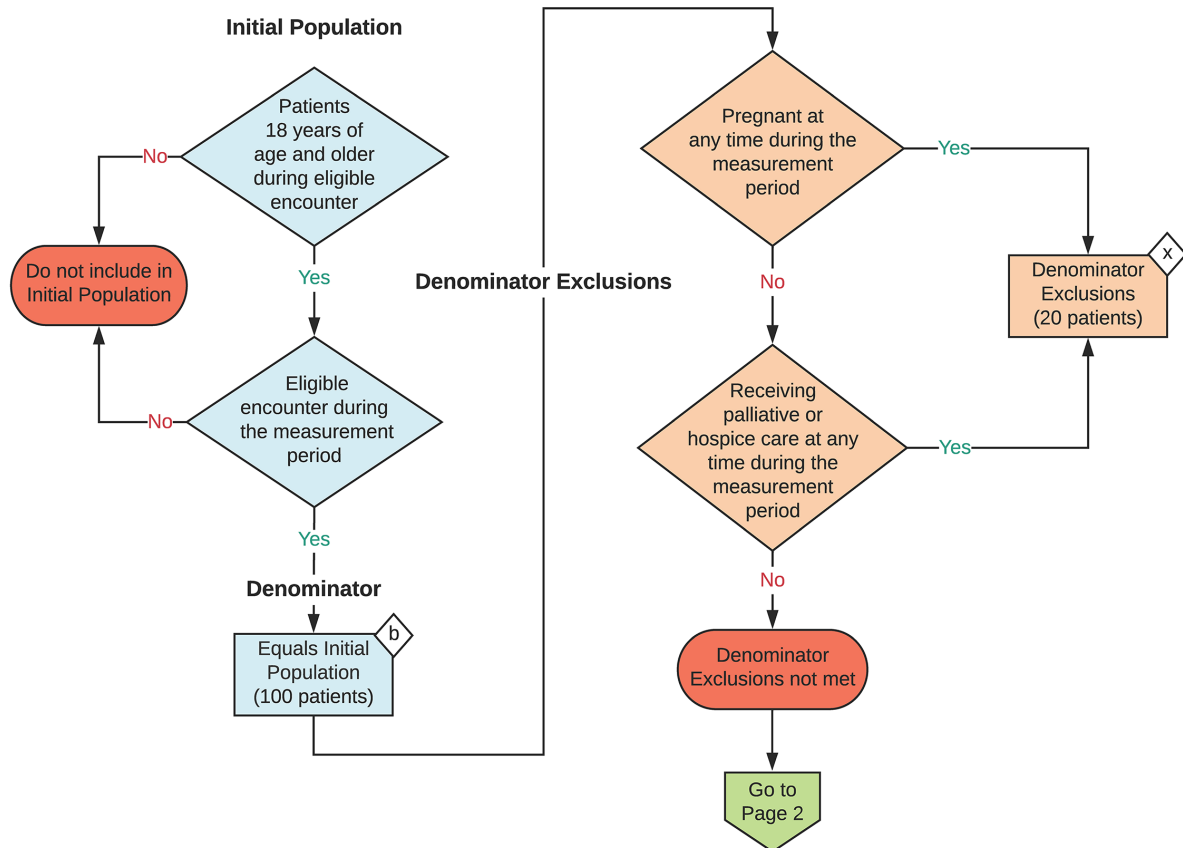 Initial Population
Patients
18 years of
age and older
during eligible
encounter
No
Do not include in
Initial Population
Yes
Eligible
encounter during
the measurement
period
No
Yes
Denominator
b
Equals Initial
Population
(100 patients)
Denominator Exclusions
Pregnant at
any time during the
measurement
period
Yes
x
Denominator
Exclusions
(20 patients)
No
Receiving
palliative or
hospice care at any
time during the
measurement
period
Yes
No
Denominator
Exclusions not met
Go to
Page 2